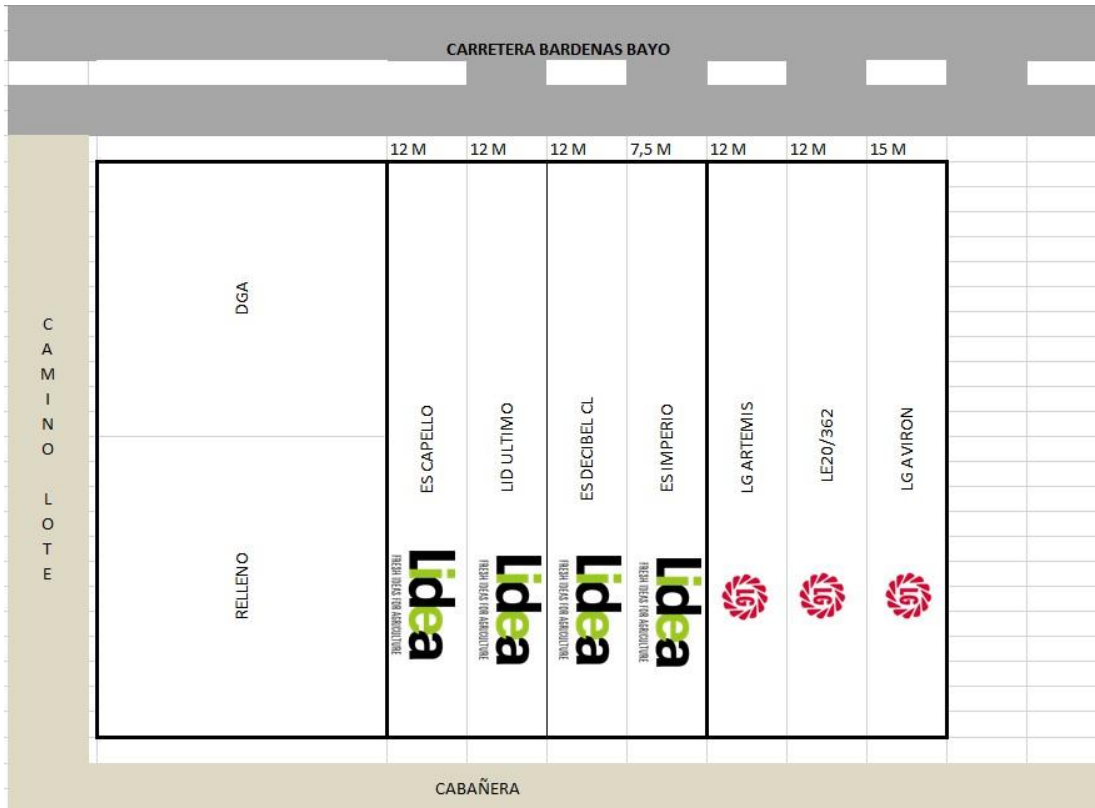 CARRETERA BARDENAS BAYO
12 M
12 M
12 M
7,5 M
12 M
12 M
15 M
CAMINO LOTE
DGA
RELLENO
ES CAPELLO
LID ULTIMO
ES DECIBEL CL
ES IMPERIO
LG ARTEMIS
LE20/362
LG AVIRON
Lidea
FRESH IDEAS FOR AGRICULTURE
Lidea
FRESH IDEAS FOR AGRICULTURE
Lidea
FRESH IDEAS FOR AGRICULTURE
Lidea
FRESH IDEAS FOR AGRICULTURE
LG
LG
LG
CABAÑERA